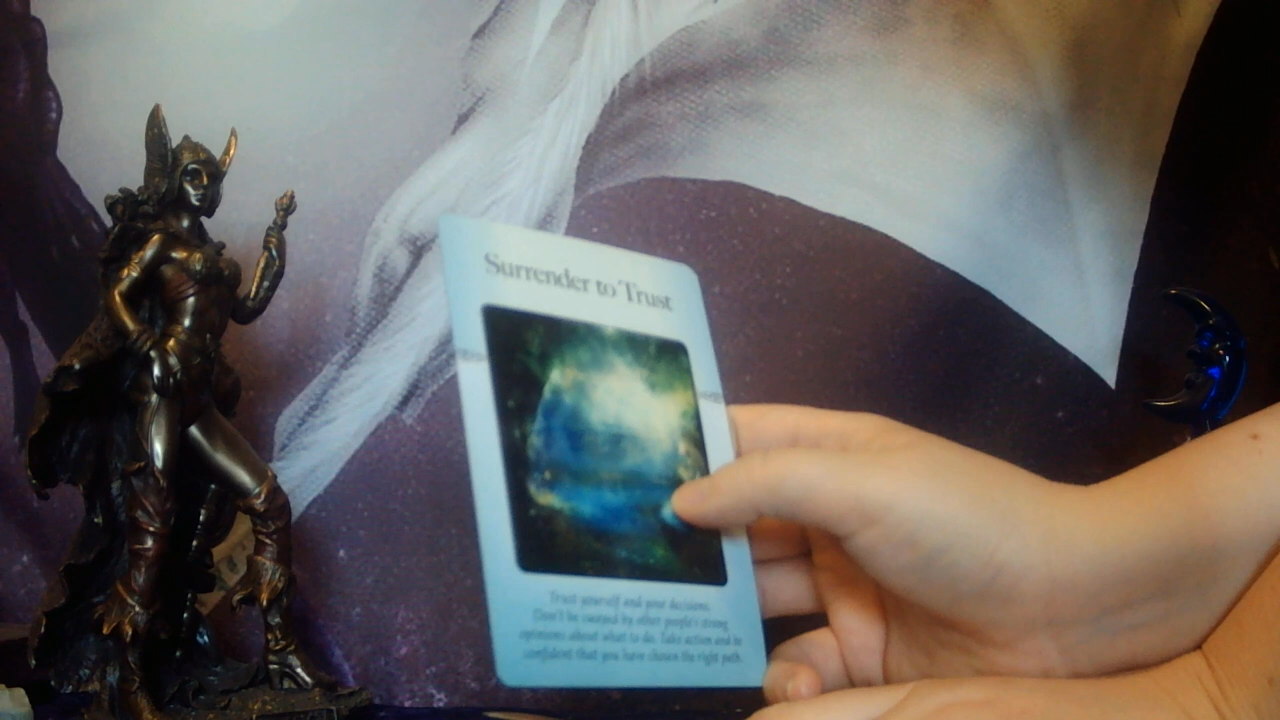 Surrender to Trust
Trust yourself and your decisions.
Don't be swayed by other people's strong
opinions about what to do. Take action and be
confident that you have chosen the right path.